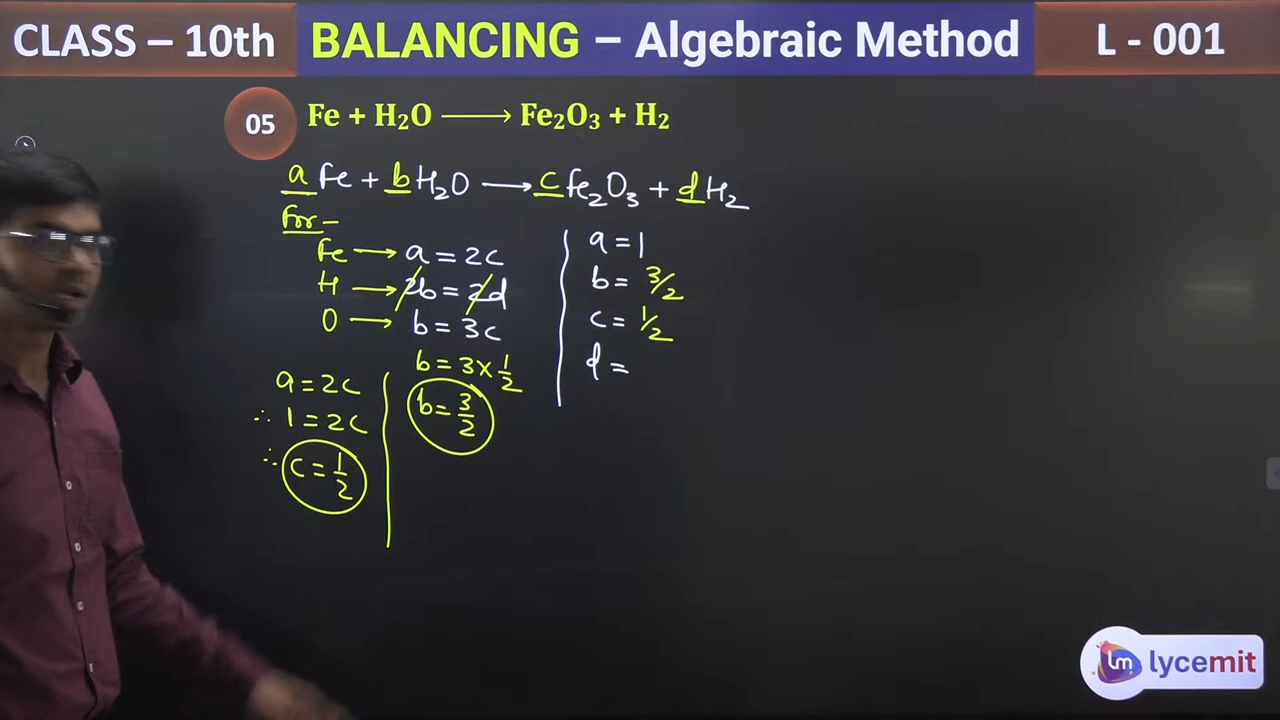 CLASS – 10th BALANCING – Algebraic Method L - 001
05 Fe + H₂O ⟶ Fe₂O₃ + H₂
a Fe + b H₂O ⟶ c Fe₂O₃ + d H₂
For -
Fe → a = 2c
H → 2b = 2d
O → b = 3c
b = 3 × 1/2
b = 3/2
a = 2c
∴ 1 = 2c
∴ c = 1/2
a = 1
b = 3/2
c = 1/2
d =
lm lycemit